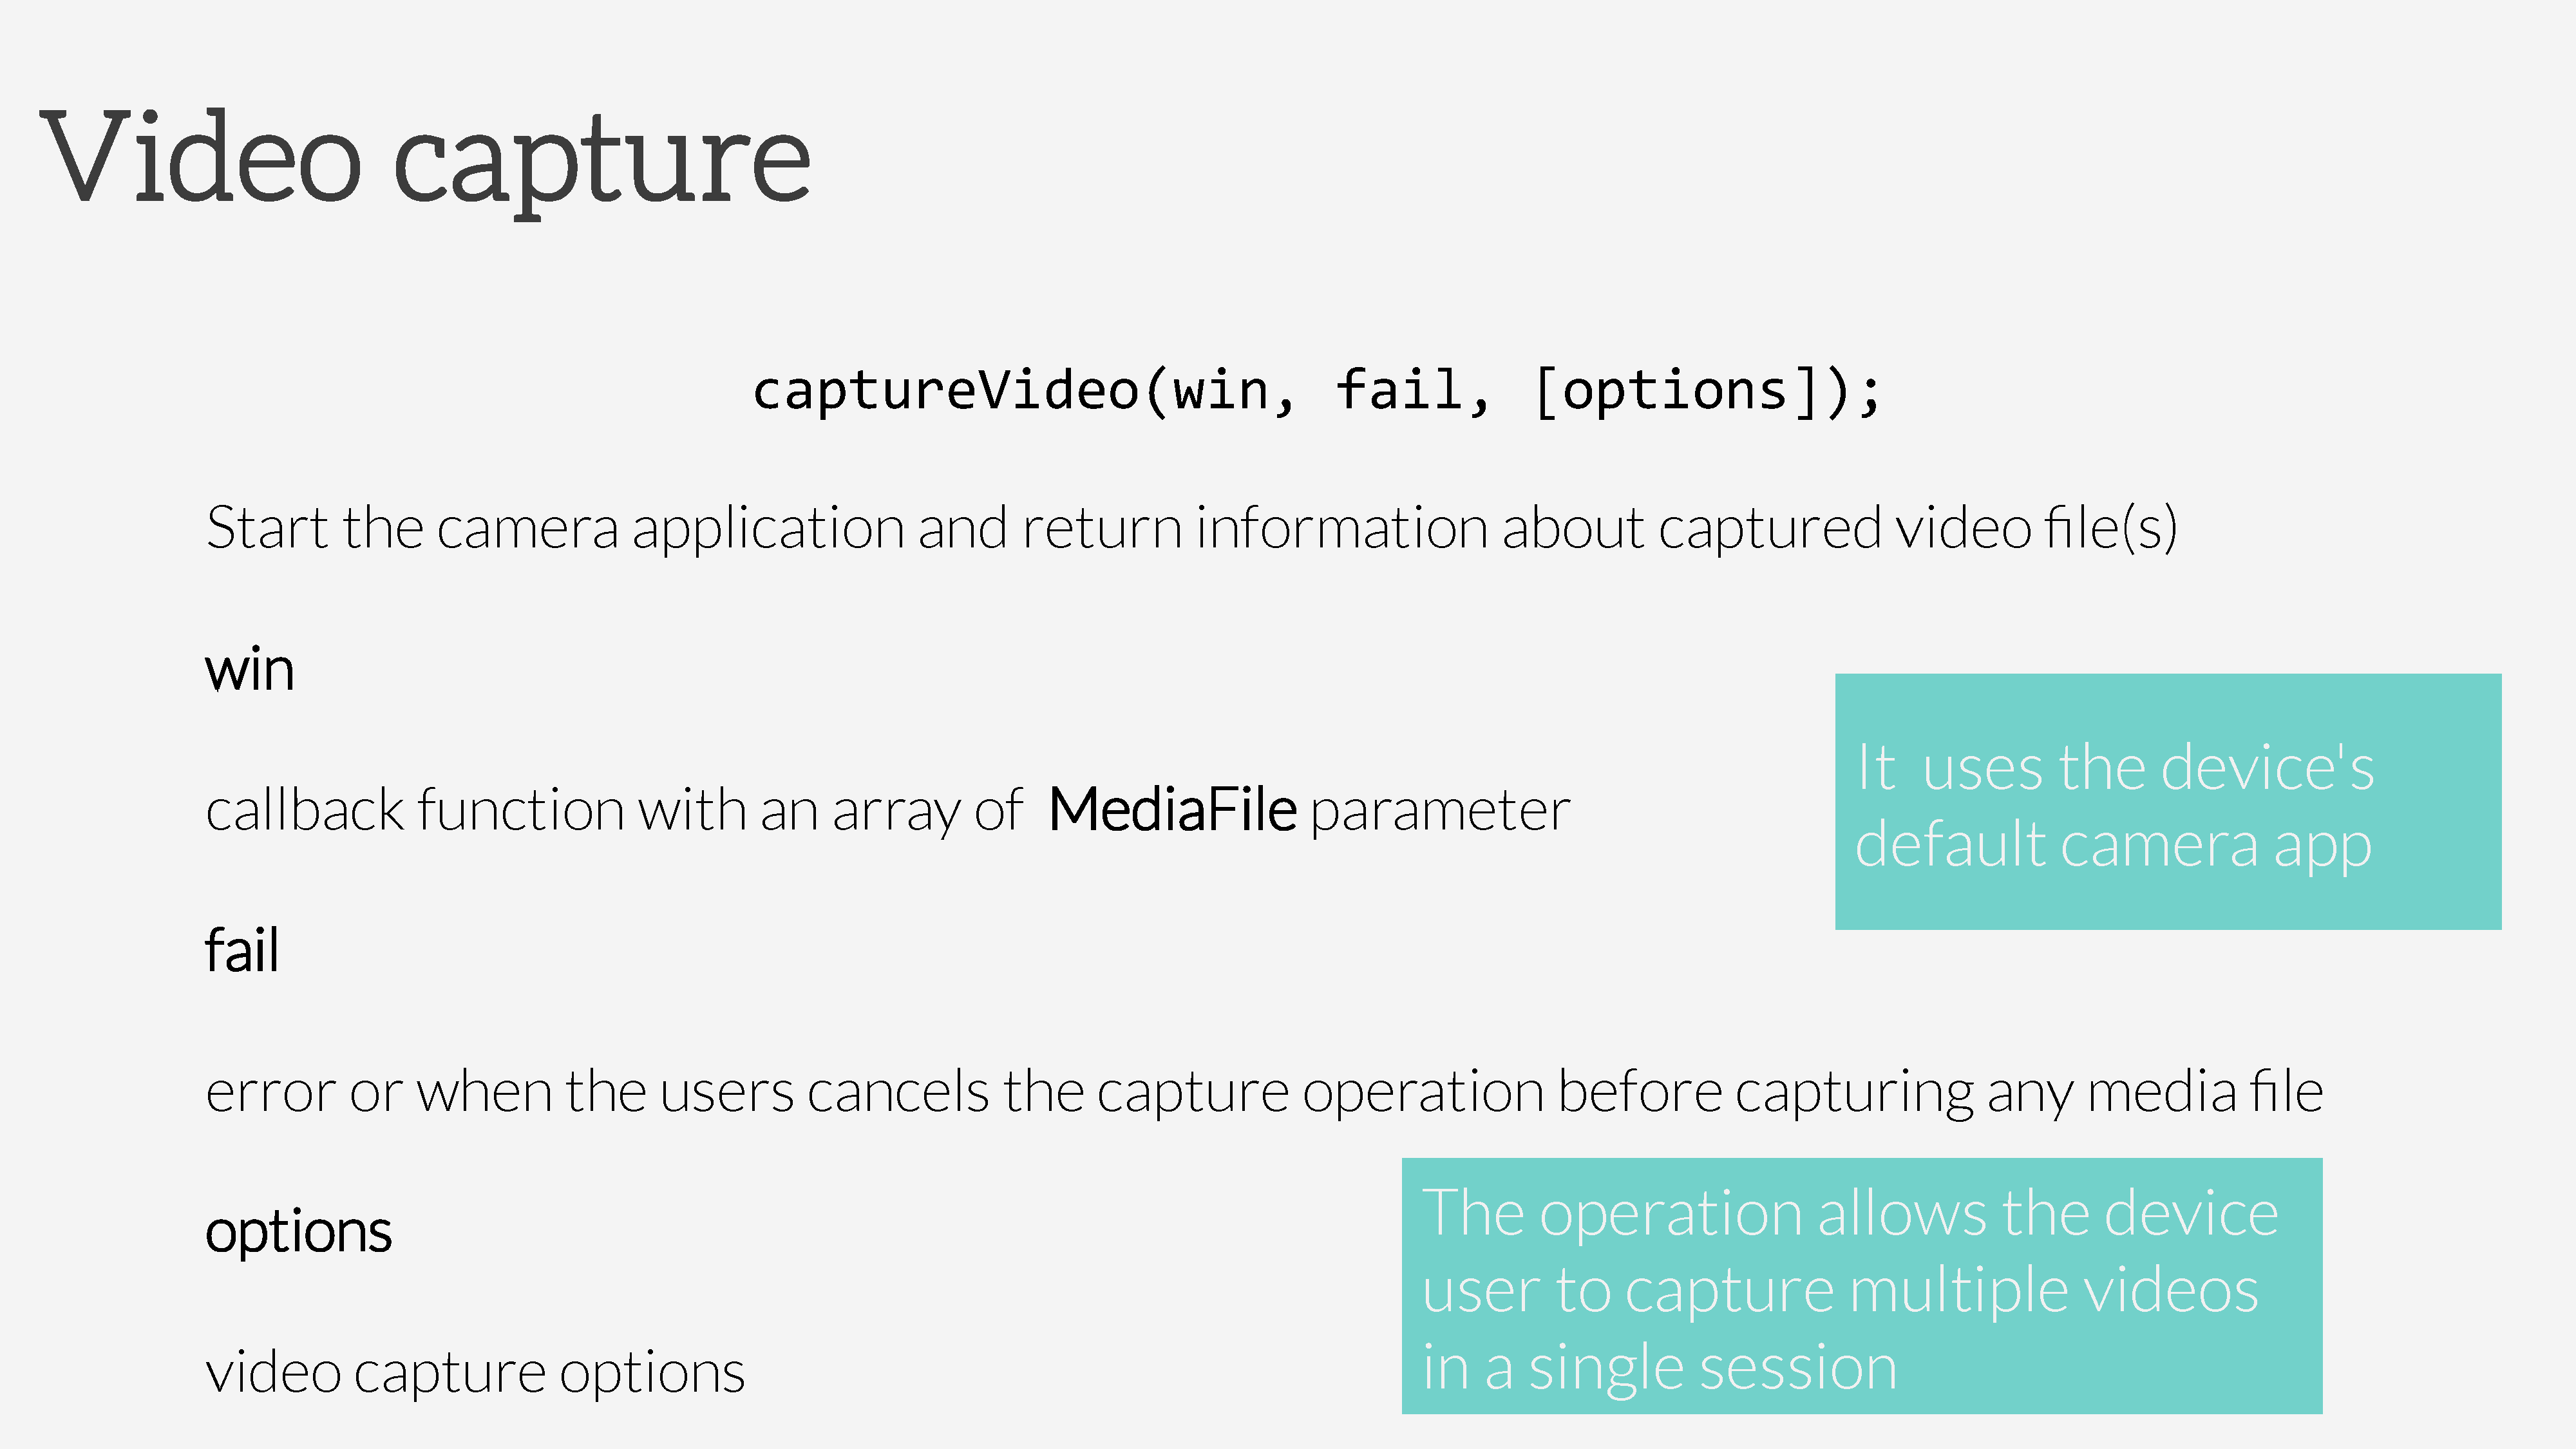 Video capture
captureVideo(win, fail, [options]);
Start the camera application and return information about captured video file(s)
win
callback function with an array of MediaFile parameter
It uses the device's
default camera app
fail
error or when the users cancels the capture operation before capturing any media file
options
video capture options
The operation allows the device
user to capture multiple videos
in a single session